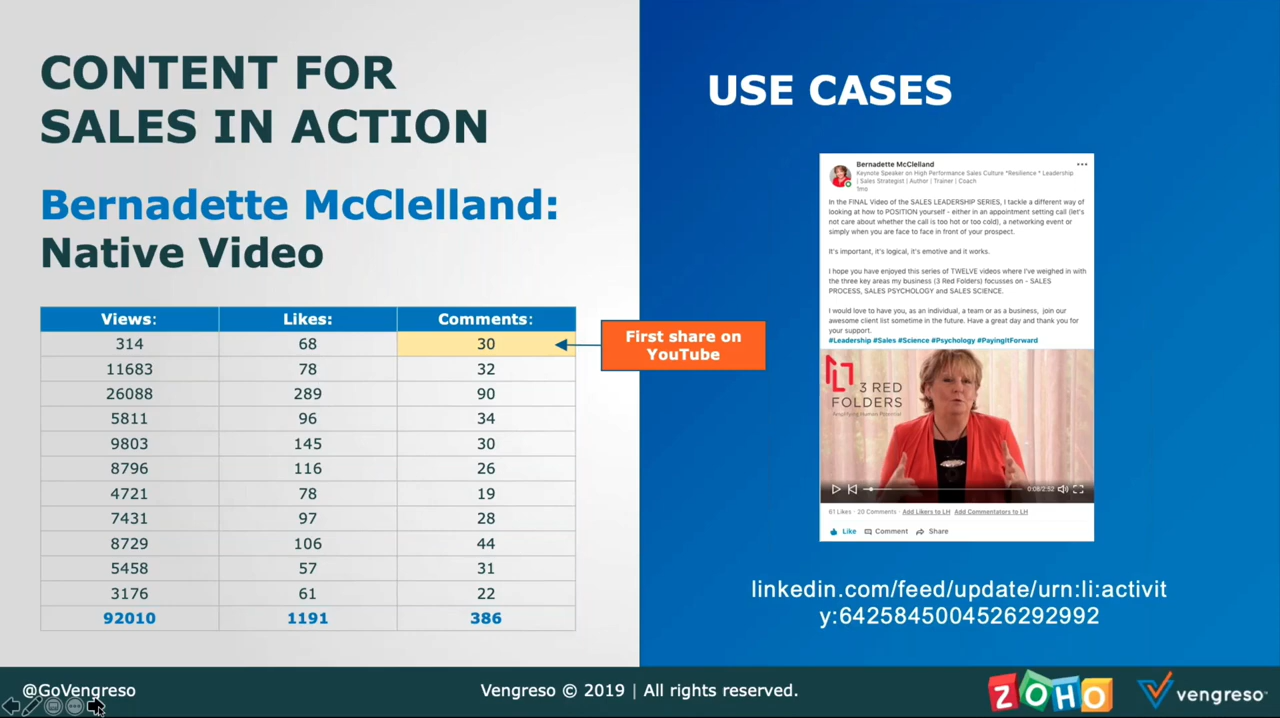 CONTENT FOR
SALES IN ACTION
Bernadette McClelland:
Native Video
Views: Likes: Comments:
314 68 30
11683 78 32
26088 289 90
5811 96 34
9803 145 30
8796 116 26
4721 78 19
7431 97 28
8729 106 44
5458 57 31
3176 61 22
92010 1191 386
First share on
YouTube
USE CASES
Bernadette McClelland
Keynote Speaker on High Performance Sales Culture *Resilience * Leadership
| Sales Strategist | Author | Trainer | Coach
1mo
In the FINAL Video of the SALES LEADERSHIP SERIES, I tackle a different way of
looking at how to POSITION yourself - either in an appointment setting call (let's
not care about whether the call is too hot or too cold), a networking event or
simply when you are face to face in front of your prospect.
It's important, it's logical, it's emotive and it works.
I hope you have enjoyed this series of TWELVE videos where I've weighed in with
the three key areas my business (3 Red Folders) focusses on - SALES
PROCESS, SALES PSYCHOLOGY and SALES SCIENCE.
I would love to have you, as an individual, a team or as a business, join our
awesome client list sometime in the future. Have a great day and thank you for
your support.
#Leadership #Sales #Science #Psychology #PayingItForward
3 RED
FOLDERS
Amplifying Human Potential
0:08/2:52
61 Likes · 20 Comments · Add Likers to LH Add Commentators to LH
Like Comment Share
linkedin.com/feed/update/urn:li:activit
y:6425845004526292992
@GoVengreso
Vengreso © 2019 | All rights reserved.
ZOHO
vengreso